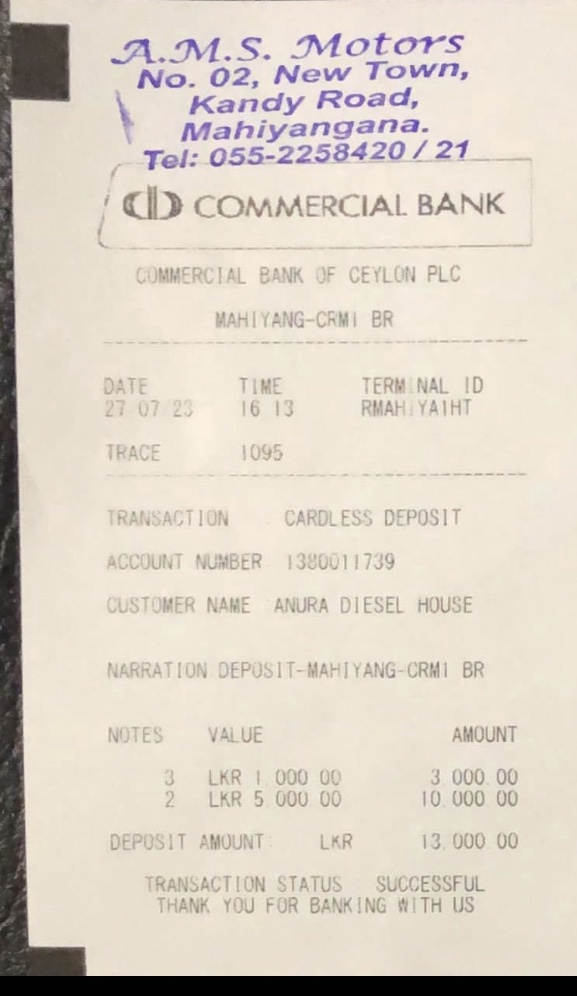 A.M.S. Motors
No. 02, New Town,
Kandy Road,
Mahiyangana.
Tel: 055-2258420 / 21
COMMERCIAL BANK
COMMERCIAL BANK OF CEYLON PLC
MAHIYANG-CRM1 BR
DATE TIME TERMINAL ID
27 07 23 16 13 RMAHIYA1HT
TRACE 1095
TRANSACTION CARDLESS DEPOSIT
ACCOUNT NUMBER 1380011739
CUSTOMER NAME ANURA DIESEL HOUSE
NARRATION DEPOSIT-MAHIYANG-CRM1 BR
NOTES VALUE AMOUNT
3 LKR 1,000.00 3,000.00
2 LKR 5,000.00 10,000.00
DEPOSIT AMOUNT: LKR 13,000.00
TRANSACTION STATUS SUCCESSFUL
THANK YOU FOR BANKING WITH US